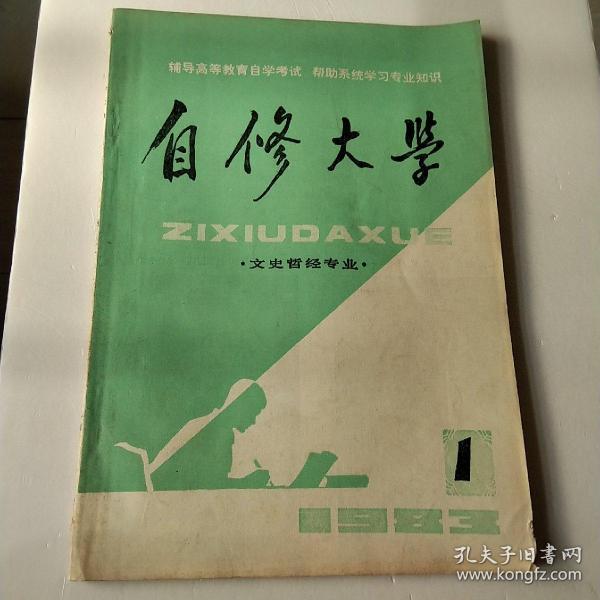 辅导高等教育自学考试 帮助系统学习专业知识
自修大学
ZIXIUDAXUE
·文史哲经专业·
1
1983
孔夫子旧书网
www.kongfz.com